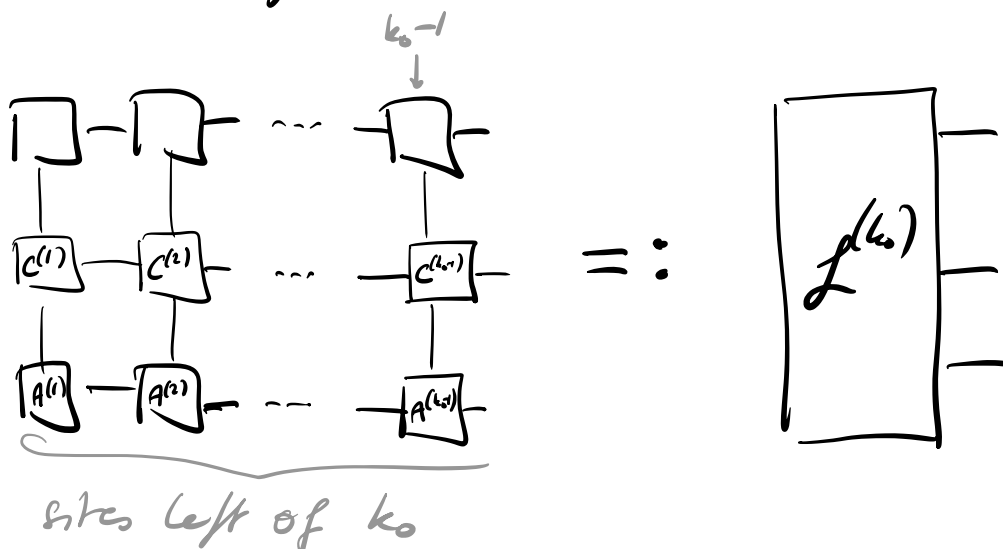 k₀-1
C⁽¹⁾ C⁽²⁾ ... C⁽ᵏ⁰⁻¹⁾ =: L⁽ᵏ⁰⁾
A⁽¹⁾ A⁽²⁾ ... A⁽ᵏ⁰⁻¹⁾
sites left of k₀